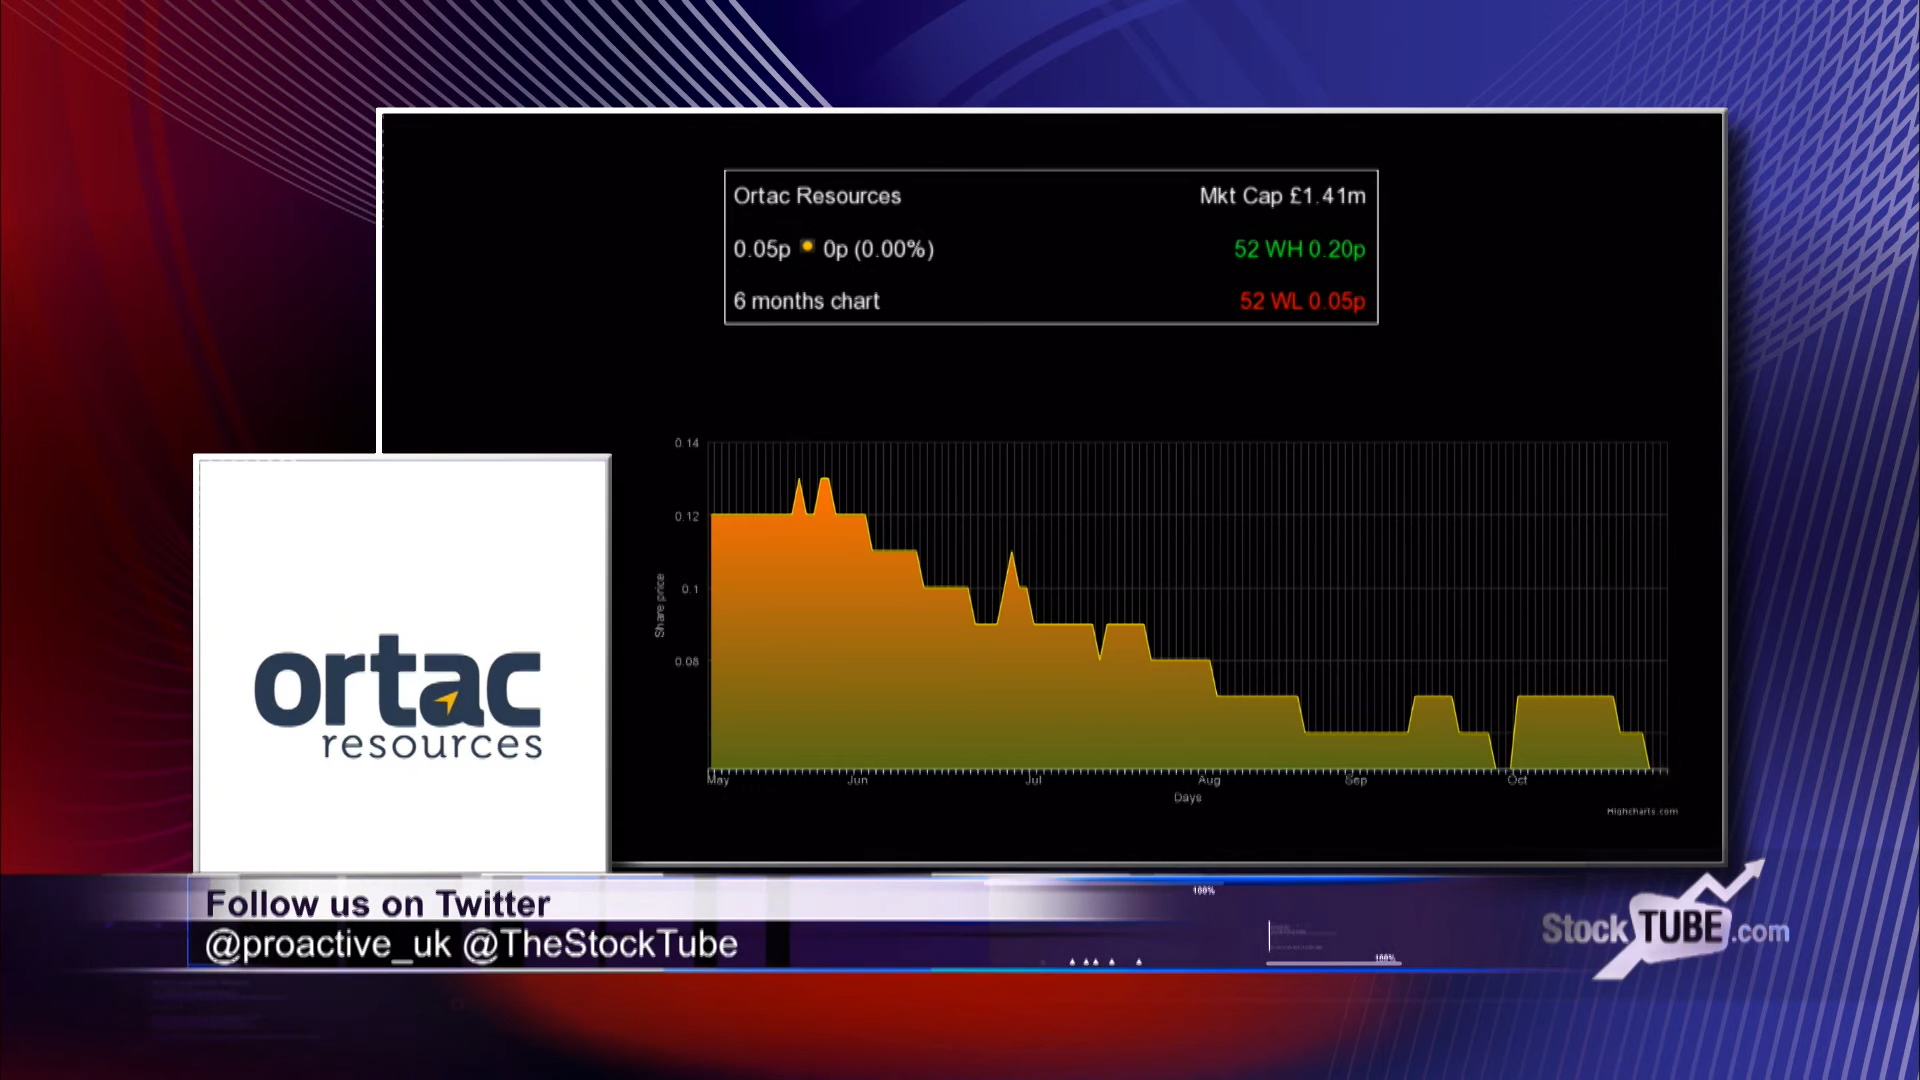 Ortac Resources
Mkt Cap £1.41m
0.05p 0p (0.00%)
52 WH 0.20p
6 months chart
52 WL 0.05p
0.14
0.12
0.1
0.08
Share price
May Jun Jul Aug Sep Oct
Days
Highcharts.com
ortac
resources
Follow us on Twitter
@proactive_uk @TheStockTube
100%
100%
StockTUBE.com